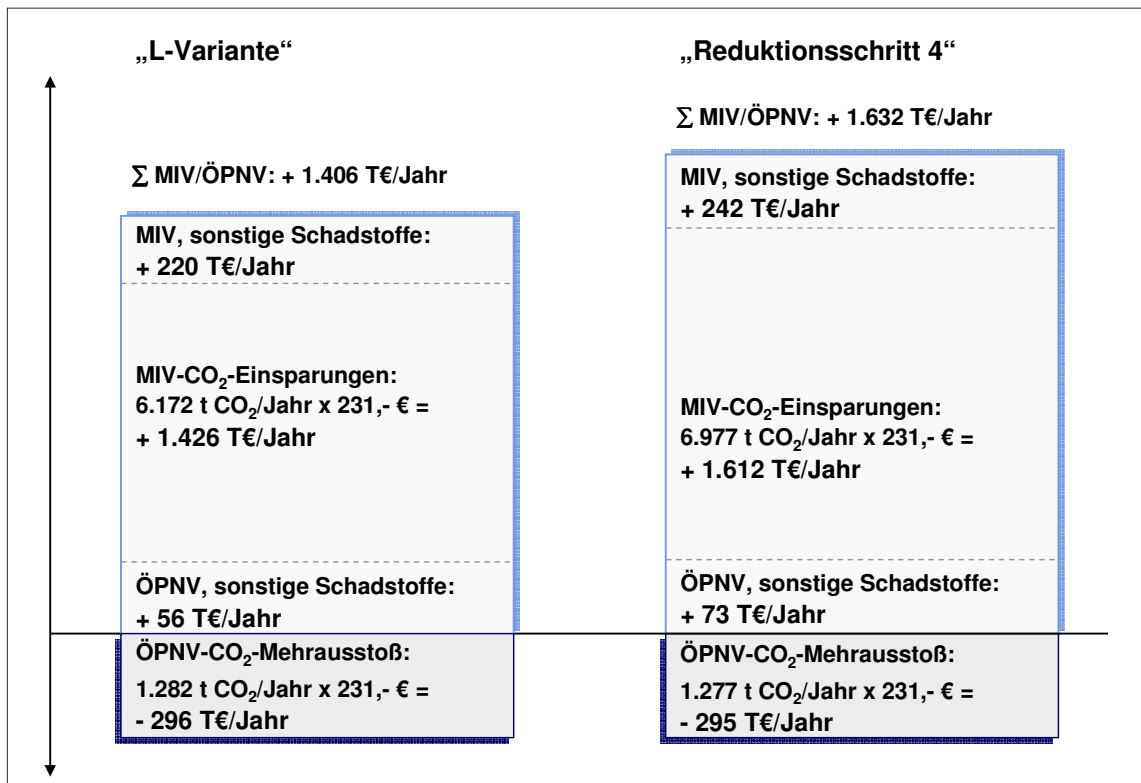 „L-Variante“
∑ MIV/ÖPNV: + 1.406 T€/Jahr
MIV, sonstige Schadstoffe:
+ 220 T€/Jahr
MIV-CO₂-Einsparungen:
6.172 t CO₂/Jahr x 231,- € =
+ 1.426 T€/Jahr
ÖPNV, sonstige Schadstoffe:
+ 56 T€/Jahr
ÖPNV-CO₂-Mehrausstoß:
1.282 t CO₂/Jahr x 231,- € =
- 296 T€/Jahr
„Reduktionsschritt 4“
∑ MIV/ÖPNV: + 1.632 T€/Jahr
MIV, sonstige Schadstoffe:
+ 242 T€/Jahr
MIV-CO₂-Einsparungen:
6.977 t CO₂/Jahr x 231,- € =
+ 1.612 T€/Jahr
ÖPNV, sonstige Schadstoffe:
+ 73 T€/Jahr
ÖPNV-CO₂-Mehrausstoß:
1.277 t CO₂/Jahr x 231,- € =
- 295 T€/Jahr